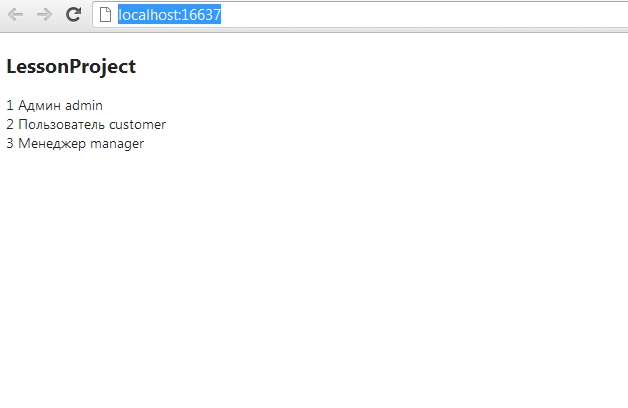 localhost:16637
LessonProject
1 Админ admin
2 Пользователь customer
3 Менеджер manager